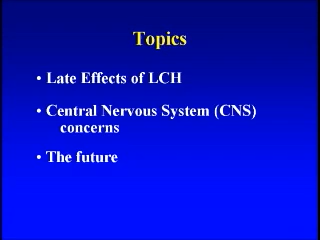 Topics
• Late Effects of LCH
• Central Nervous System (CNS)
concerns
• The future